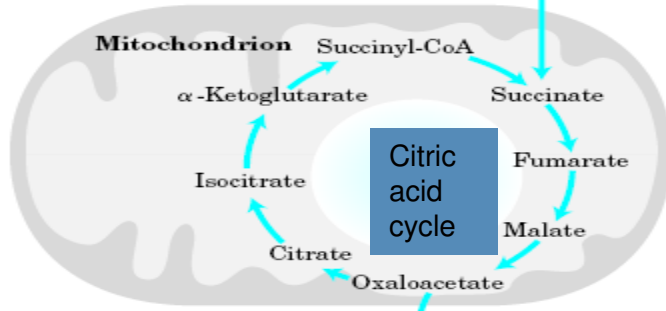 Mitochondrion
Succinyl-CoA
α-Ketoglutarate
Succinate
Citric
acid
cycle
Fumarate
Isocitrate
Malate
Citrate
Oxaloacetate